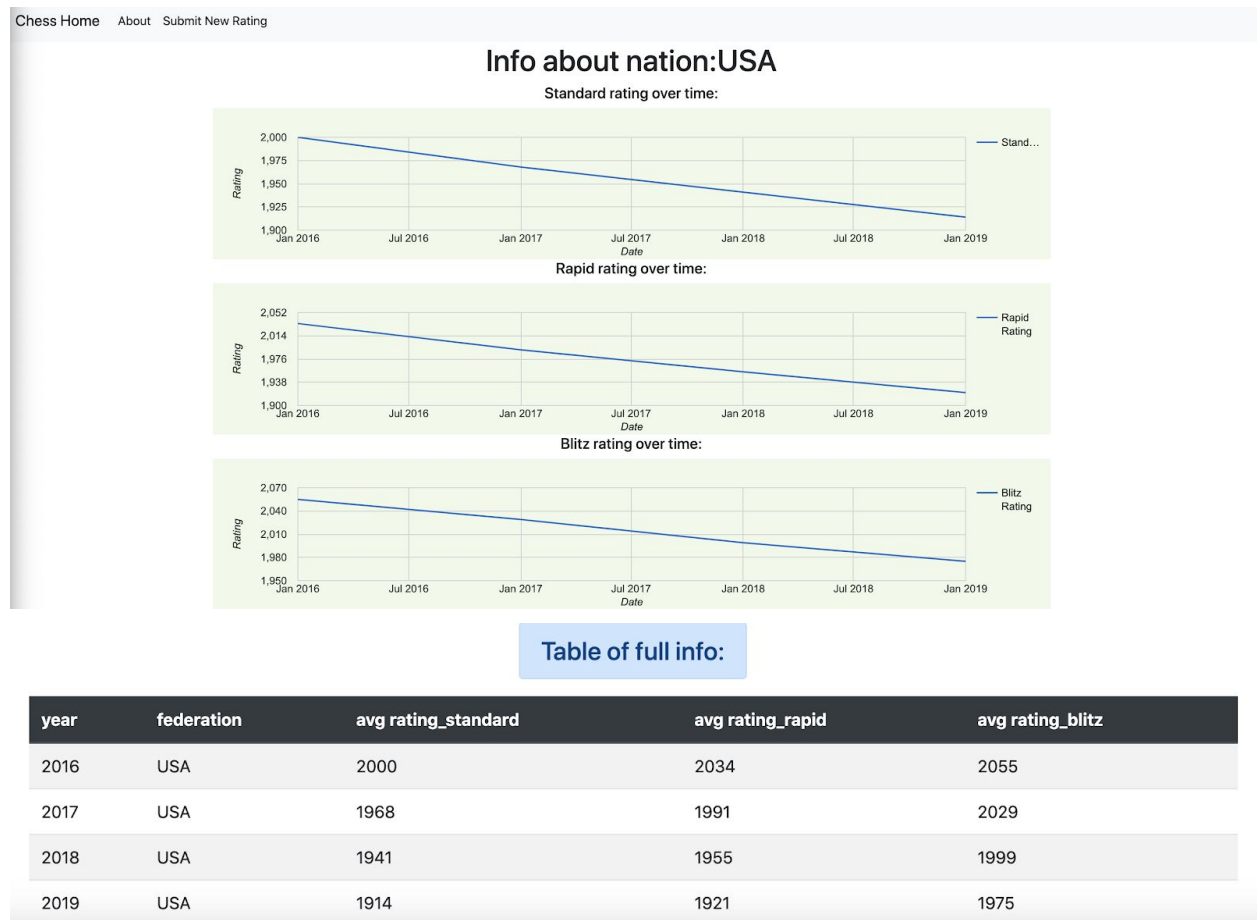 Chess Home About Submit New Rating
Info about nation:USA
Standard rating over time:
2,000
1,975
1,950
1,925
1,900
Rating
Jan 2016 Jul 2016 Jan 2017 Jul 2017 Jan 2018 Jul 2018 Jan 2019
Date
Stand...
Rapid rating over time:
2,052
2,014
1,976
1,938
1,900
Rating
Jan 2016 Jul 2016 Jan 2017 Jul 2017 Jan 2018 Jul 2018 Jan 2019
Date
Rapid
Rating
Blitz rating over time:
2,070
2,040
2,010
1,980
1,950
Rating
Jan 2016 Jul 2016 Jan 2017 Jul 2017 Jan 2018 Jul 2018 Jan 2019
Date
Blitz
Rating
Table of full info:
year federation avg rating_standard avg rating_rapid avg rating_blitz
2016 USA 2000 2034 2055
2017 USA 1968 1991 2029
2018 USA 1941 1955 1999
2019 USA 1914 1921 1975